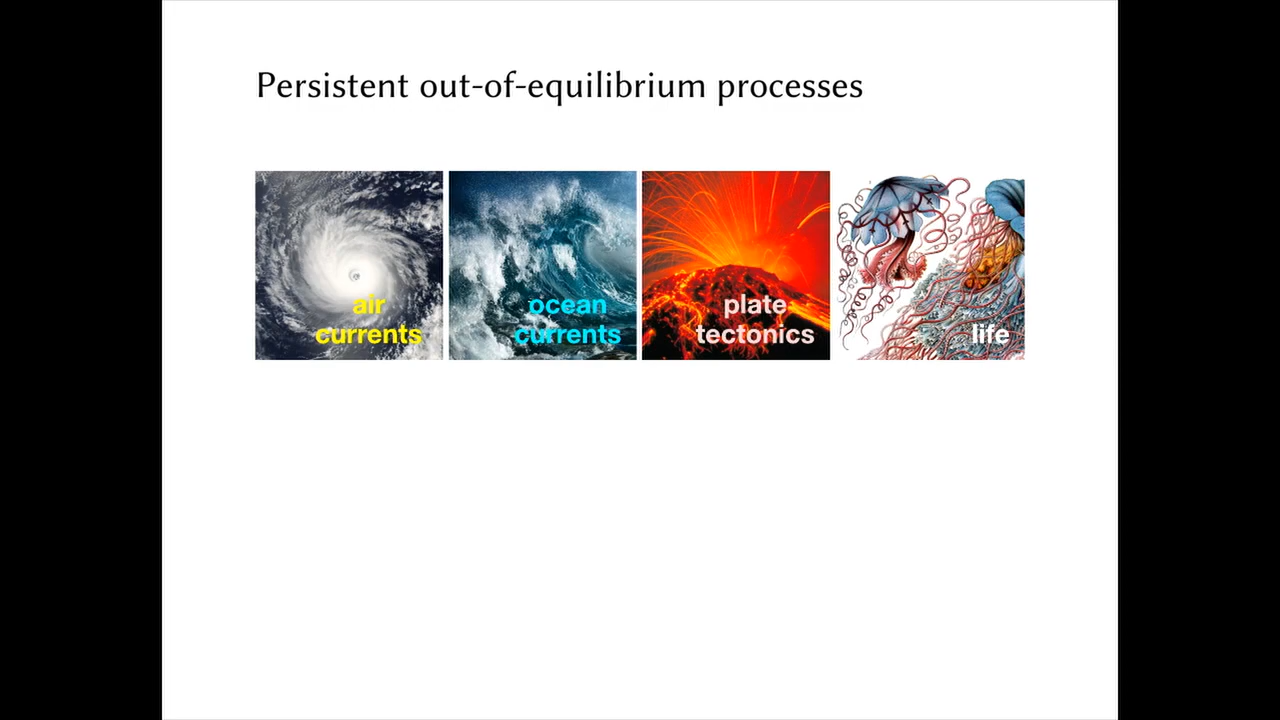 Persistent out-of-equilibrium processes
air
currents
ocean
currents
plate
tectonics
life